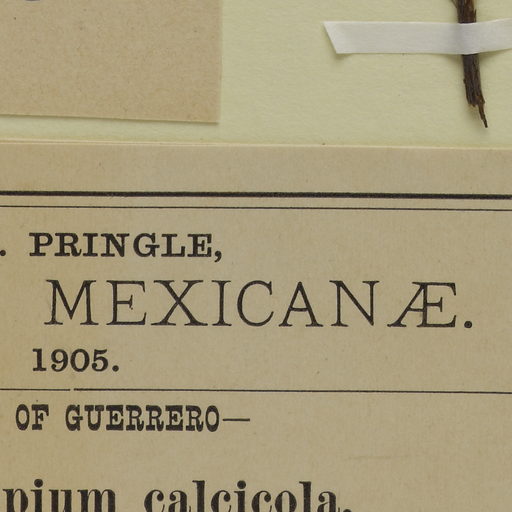 . PRINGLE,
MEXICANÆ.
1905.
OF GUERRERO—
pium calcicola.